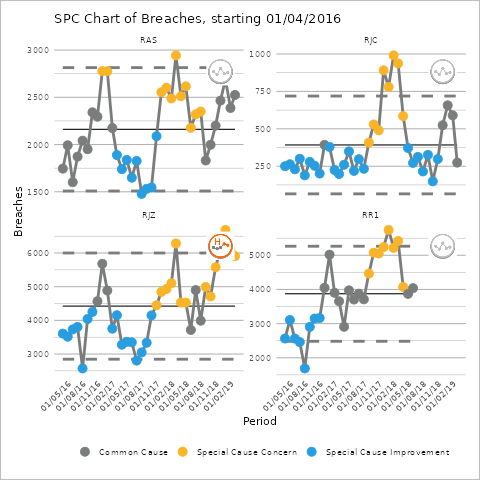 SPC Chart of Breaches, starting 01/04/2016
RAS
RJC
3000
2500
2000
1500
1000
750
500
250
Breaches
RJZ
RR1
H
6000
5000
4000
3000
5000
4000
3000
2000
01/05/16 01/08/16 01/11/16 01/02/17 01/05/17 01/08/17 01/11/17 01/02/18 01/05/18 01/08/18 01/11/18 01/02/19
01/05/16 01/08/16 01/11/16 01/02/17 01/05/17 01/08/17 01/11/17 01/02/18 01/05/18 01/08/18 01/11/18 01/02/19
Period
Common Cause Special Cause Concern Special Cause Improvement